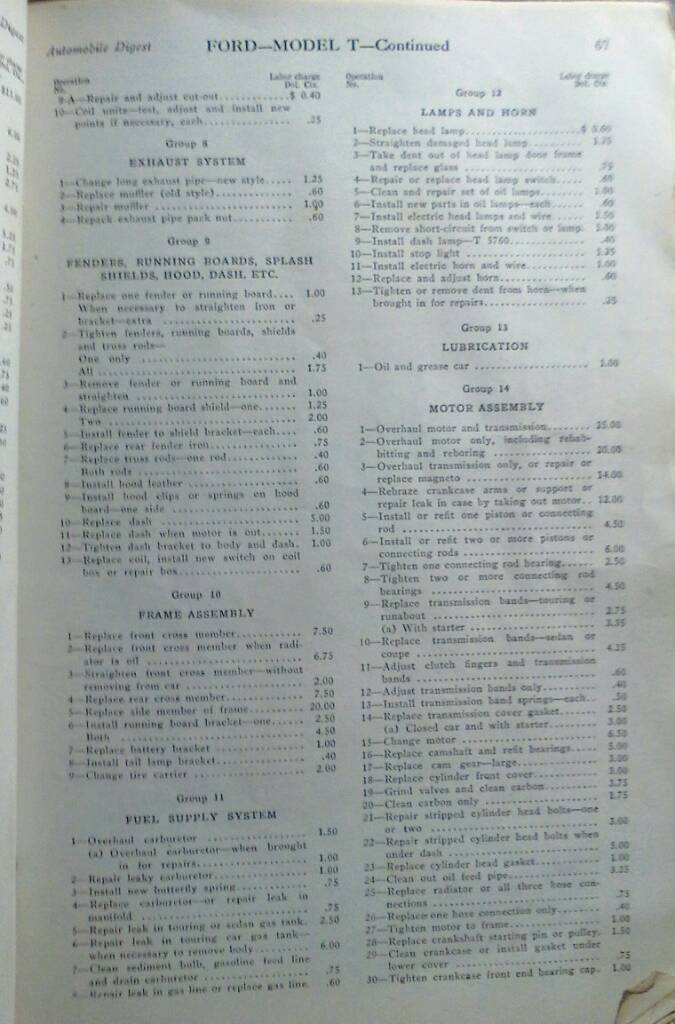 Automobile Digest
FORD—MODEL T—Continued
67
Operation No.
Labor charge Dol. Cts.
9-A—Repair and adjust cut-out $ 0.40
10—Coil units—test, adjust and install new
points if necessary, each .25
Group 8
EXHAUST SYSTEM
1—Change long exhaust pipe—new style 1.25
2—Replace muffler (old style) .60
3—Repair muffler 1.00
4—Repack exhaust pipe pack nut .60
Group 9
FENDERS, RUNNING BOARDS, SPLASH
SHIELDS, HOOD, DASH, ETC.
1—Replace one fender or running board 1.00
When necessary to straighten iron or
bracket—extra .25
2—Tighten fenders, running boards, shields
and truss rods—
One only .40
All 1.75
3—Remove fender or running board and
straighten 1.00
4—Replace running board shield—one 1.25
Two 2.00
5—Install fender to shield bracket—each .60
6—Replace rear fender iron .75
7—Replace truss rods—one rod .40
Both rods .60
8—Install hood leather .60
9—Install hood clips or springs on hood
board—one side .60
10—Replace dash 5.00
11—Replace dash when motor is out 1.50
12—Tighten dash bracket to body and dash. 1.00
13—Replace coil, install new switch on coil
box or repair box .60
Group 10
FRAME ASSEMBLY
1—Replace front cross member 7.50
2—Replace front cross member when radi-
ator is off 6.75
3—Straighten front cross member—without
removing from car 2.00
4—Replace rear cross member 7.50
5—Replace side member of frame 20.00
6—Install running board bracket—one 2.50
Both 4.50
7—Replace battery bracket 1.00
8—Install tail lamp bracket .40
9—Change tire carrier 2.00
Group 11
FUEL SUPPLY SYSTEM
1—Overhaul carburetor 1.50
(a) Overhaul carburetor—when brought
in for repairs 1.00
2—Repair leaky carburetor 1.00
3—Install new butterfly spring .75
4—Replace carburetor—or repair leak in
manifold .75
5—Repair leak in touring or sedan gas tank. 2.50
6—Repair leak in touring car gas tank—
when necessary to remove body 6.00
7—Clean sediment bulb, gasoline feed line
and drain carburetor .75
8—Repair leak in gas line or replace gas line. .60
Operation No.
Labor charge Dol. Cts.
Group 12
LAMPS AND HORN
1—Replace head lamp $
2—Straighten damaged head lamp 1.25
3—Take dent out of head lamp door frame
and replace glass .75
4—Repair or replace head lamp switch .60
5—Clean and repair set of oil lamps
6—Install new parts in oil lamps—each .60
7—Install electric head lamps and wire
8—Remove short-circuit from switch or lamp
9—Install dash lamp—T 5760
10—Install stop light
11—Install electric horn and wire
12—Replace and adjust horn .60
13—Tighten or remove dent from horn—when
brought in for repairs .25
Group 13
LUBRICATION
1—Oil and grease car
Group 14
MOTOR ASSEMBLY
1—Overhaul motor and transmission 25.00
2—Overhaul motor only, including rebab-
bitting and reboring 20.00
3—Overhaul transmission only, or repair or
replace magneto 14.00
4—Rebraze crankcase arms or support or
repair leak in case by taking out motor 12.00
5—Install or refit one piston or connecting
rod 4.50
6—Install or refit two or more pistons or
connecting rods 6.00
7—Tighten one connecting rod bearing 2.50
8—Tighten two or more connecting rod
bearings 4.50
9—Replace transmission bands—touring or
runabout 2.75
(a) With starter
10—Replace transmission bands—sedan or
coupe 4.25
11—Adjust clutch fingers and transmission
bands .60
12—Adjust transmission bands only .40
13—Install transmission band springs—each .50
14—Replace transmission cover gasket 2.50
(a) Closed car and with starter 3.00
15—Change motor 6.50
16—Replace camshaft and refit bearings 5.00
17—Replace cam gear—large 3.00
18—Replace cylinder front cover 3.00
19—Grind valves and clean carbon 3.75
20—Clean carbon only 1.75
21—Repair stripped cylinder head bolts—one
or two 3.00
22—Repair stripped cylinder head bolts when
under dash 5.00
23—Replace cylinder head gasket 1.00
24—Clean out oil feed pipe 3.25
25—Replace radiator or all three hose con-
nections .75
26—Replace one hose connection only .40
27—Tighten motor to frame 1.00
28—Replace crankshaft starting pin or pulley. 1.50
29—Clean crankcase or install gasket under
lower cover .75
30—Tighten crankcase front end bearing cap. 1.00